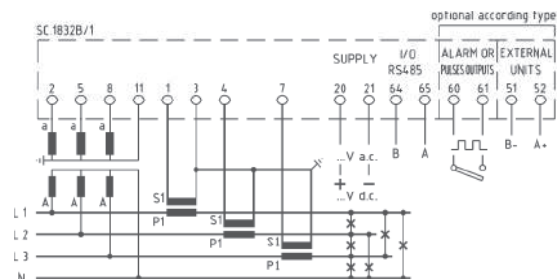 optional according type
SC.1832B/1
SUPPLY I/O RS485 ALARM OR PULSES OUTPUTS EXTERNAL UNITS
2 5 8 11 1 3 4 7 20 21 64 65 60 61 51 52
a a a
...V a.c. B A B- A+
+ −
...V d.c.
A A A S1 S1 S1
L 1 P1
L 2 P1
L 3 P1
N